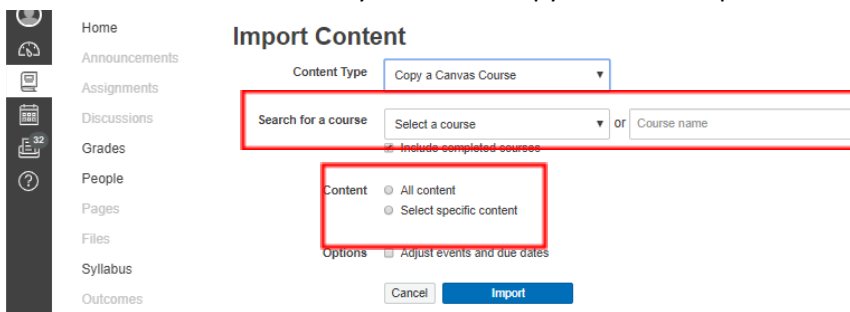 Home
Announcements
Assignments
Discussions
Grades
People
Pages
Files
Syllabus
Outcomes
32
Import Content
Content Type Copy a Canvas Course
Search for a course Select a course or Course name
Include completed courses
Content All content
Select specific content
Options Adjust events and due dates
Cancel Import